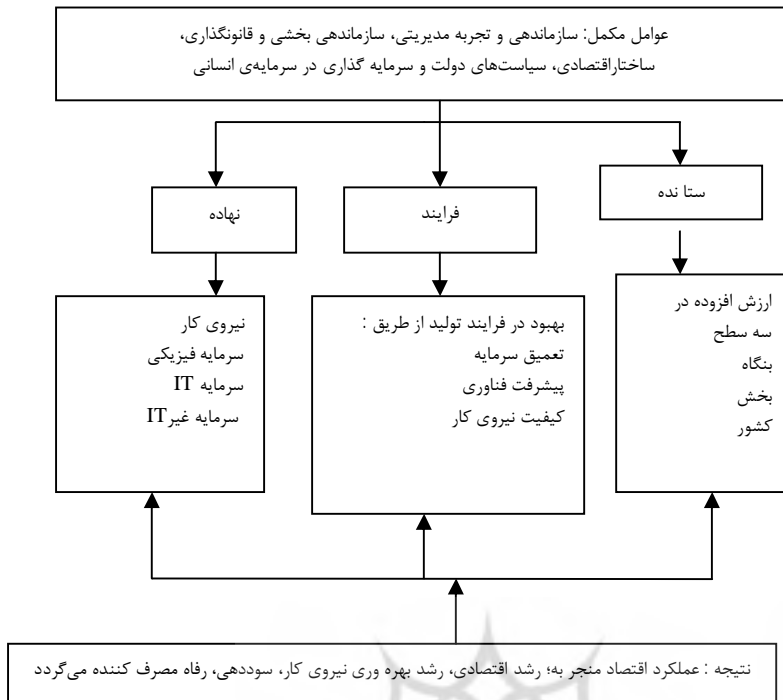 عوامل مکمل: سازماندهی و تجربه مدیریتی، سازماندهی بخشی و قانونگذاری،
ساختاراقتصادی، سیاست‌های دولت و سرمایه گذاری در سرمایه‌ی انسانی
ستا نده
فرایند
نهاده
ارزش افزوده در
سه سطح
بنگاه
بخش
کشور
بهبود در فرایند تولید از طریق :
تعمیق سرمایه
پیشرفت فناوری
کیفیت نیروی کار
نیروی کار
سرمایه فیزیکی
سرمایه IT
سرمایه غیرIT
نتیجه : عملکرد اقتصاد منجر به؛ رشد اقتصادی، رشد بهره وری نیروی کار، سوددهی، رفاه مصرف کننده می‌گردد